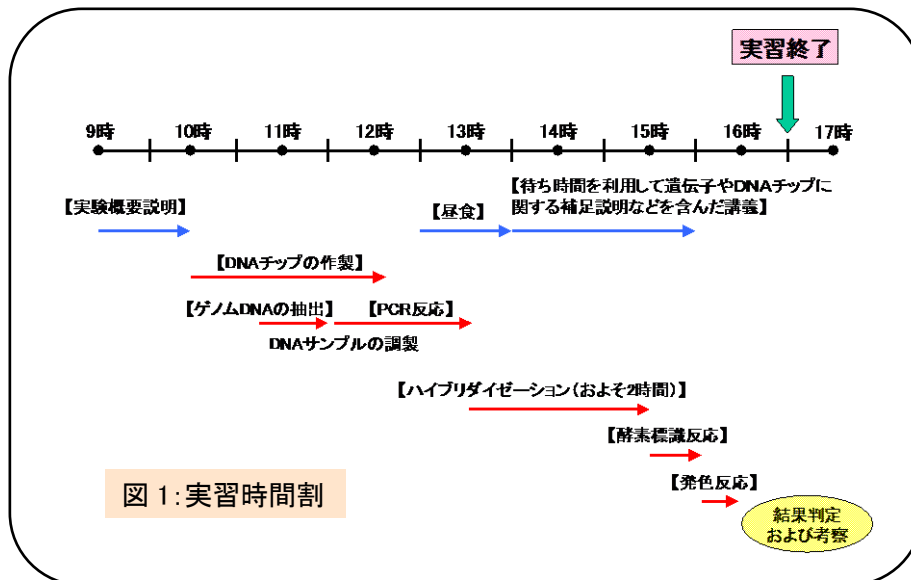 実習終了
9時 10時 11時 12時 13時 14時 15時 16時 17時
【実験概要説明】
【昼食】
【待ち時間を利用して遺伝子やDNAチップに
関する補足説明などを含んだ講義】
【DNAチップの作製】
【ゲノムDNAの抽出】
【PCR反応】
DNAサンプルの調製
【ハイブリダイゼーション(およそ2時間)】
【酵素標識反応】
【発色反応】
結果判定
および考察
図 1:実習時間割